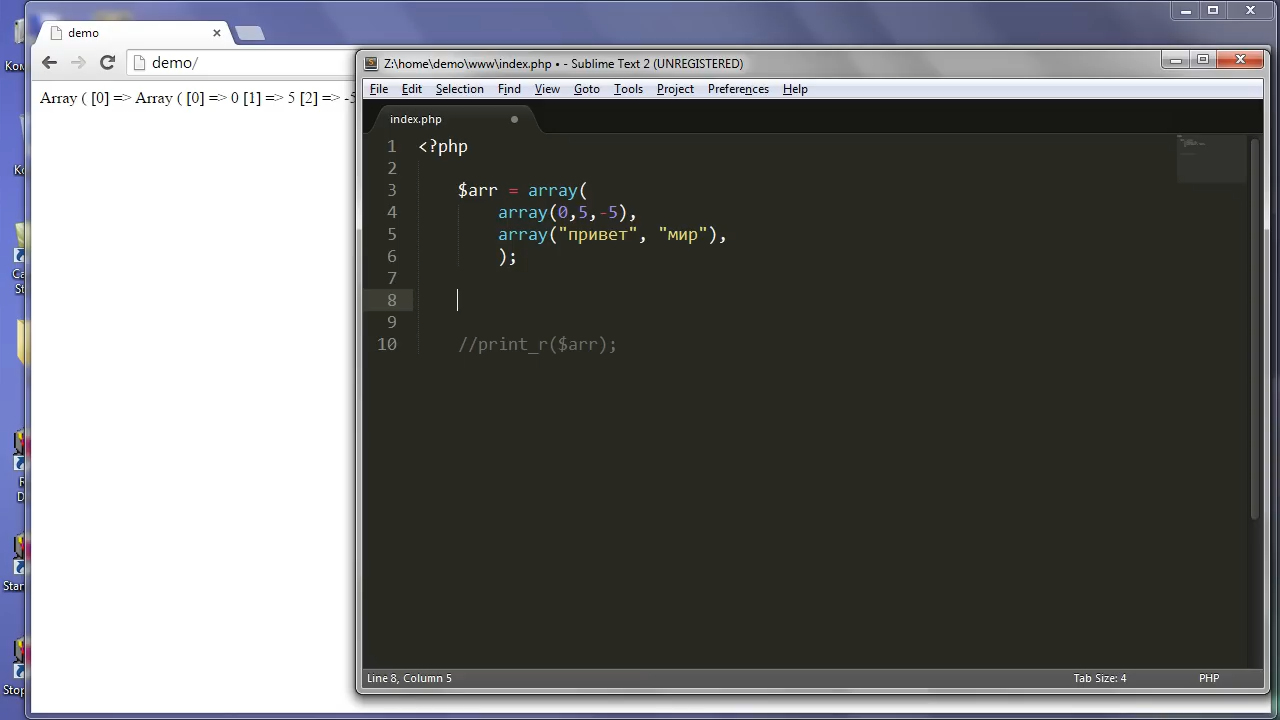 demo
demo/
Array ( [0] => Array ( [0] => 0 [1] => 5 [2] => -5
Z:\home\demo\www\index.php • - Sublime Text 2 (UNREGISTERED)
File Edit Selection Find View Goto Tools Project Preferences Help
index.php
1 <?php
2
3 $arr = array(
4 array(0,5,-5),
5 array("привет", "мир"),
6 );
7
8
9
10 //print_r($arr);
Line 8, Column 5 Tab Size: 4 PHP